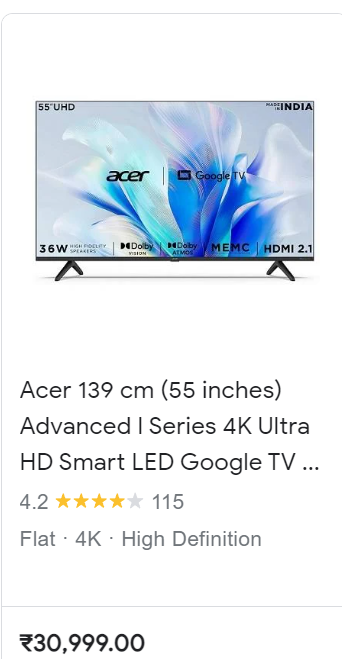 55"UHD
MADE IN INDIA
acer | Google TV
36W HIGH FIDELITY SPEAKERS | Dolby VISION | Dolby ATMOS | MEMC | HDMI 2.1
Acer 139 cm (55 inches)
Advanced I Series 4K Ultra
HD Smart LED Google TV ...
4.2 ★★★★★ 115
Flat · 4K · High Definition
₹30,999.00